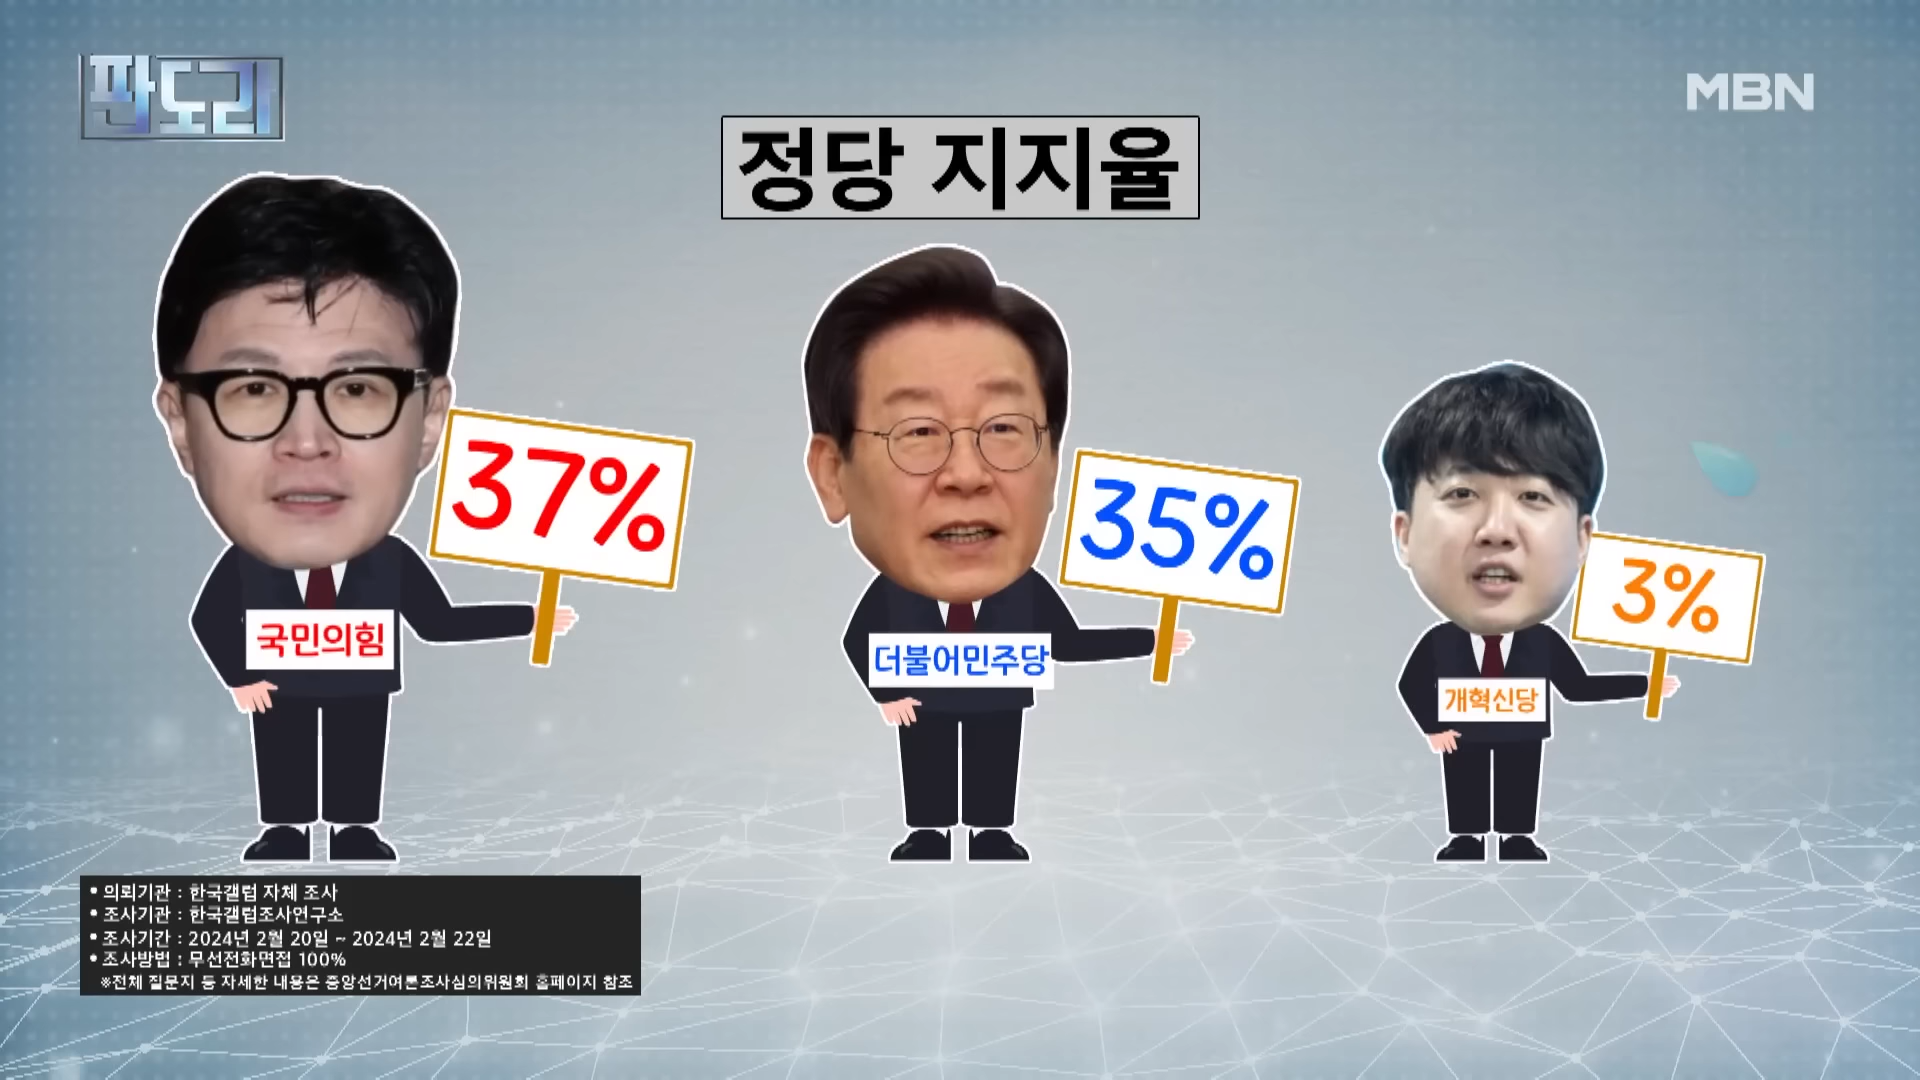 판도라
MBN
정당 지지율
37%
35%
3%
국민의힘
더불어민주당
개혁신당
• 의뢰기관 : 한국갤럽 자체 조사
• 조사기관 : 한국갤럽조사연구소
• 조사기간 : 2024년 2월 20일 ~ 2024년 2월 22일
• 조사방법 : 무선전화면접 100%
※전체 질문지 등 자세한 내용은 중앙선거여론조사심의위원회 홈페이지 참조